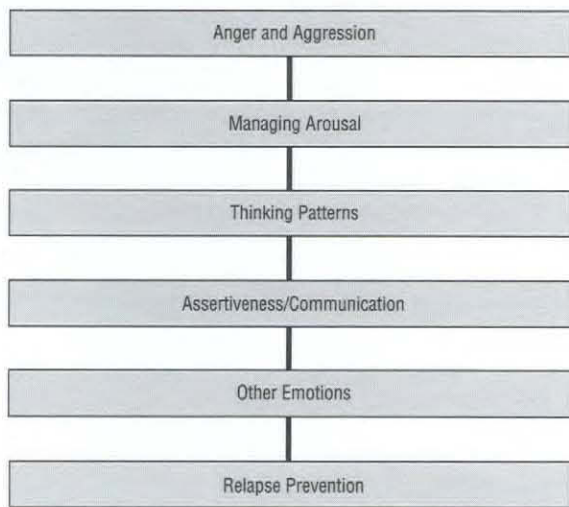 Anger and Aggression
Managing Arousal
Thinking Patterns
Assertiveness/Communication
Other Emotions
Relapse Prevention